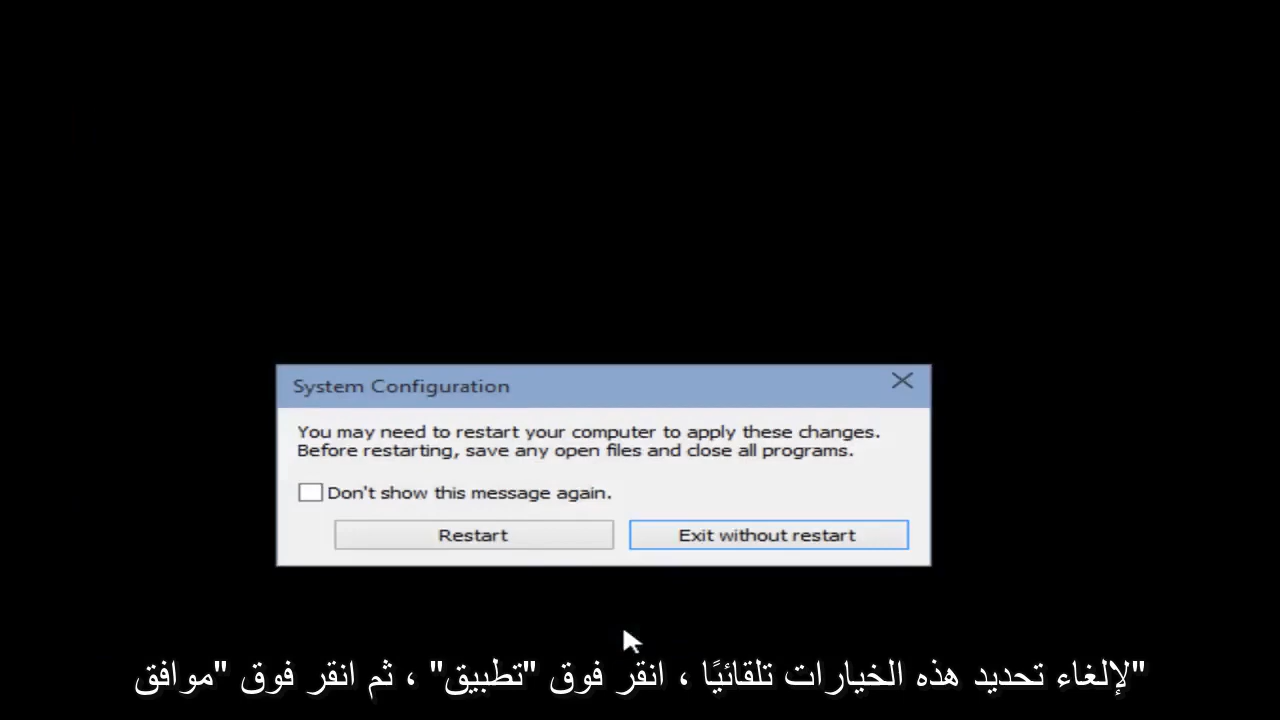 System Configuration
You may need to restart your computer to apply these changes.
Before restarting, save any open files and close all programs.
Don't show this message again.
Restart
Exit without restart
"لإلغاء تحديد هذه الخيارات تلقائيًا ، انقر فوق "تطبيق" ، ثم انقر فوق "موافق